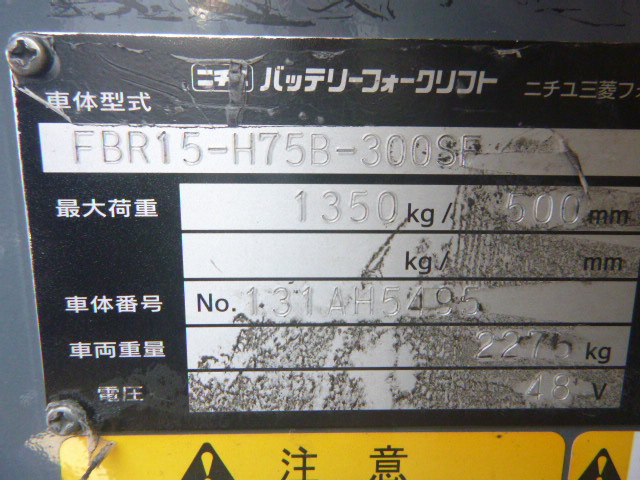 ニチユ バッテリーフォークリフト ニチユ三菱フォ
車体型式
FBR15-H75B-300SF
最大荷重 1350 kg/ 500 mm
kg/ mm
車体番号 No. 131AH5495
車両重量 2275 kg
電圧 48 V
注意